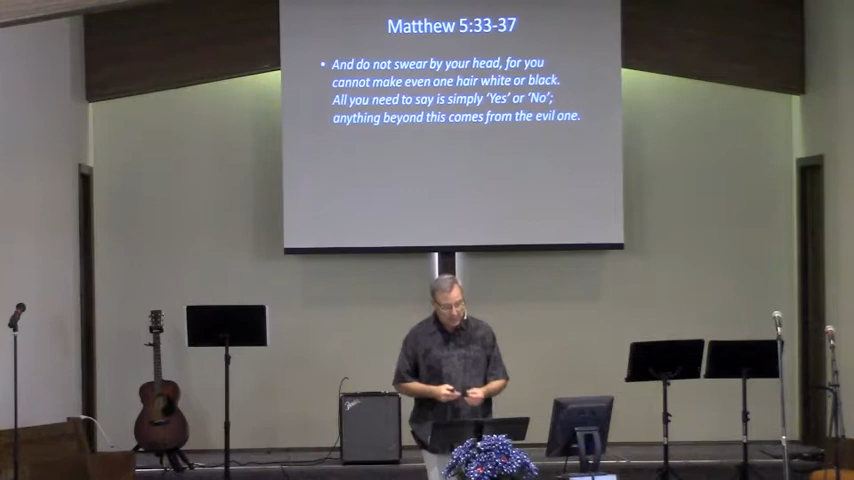 Matthew 5:33-37
• And do not swear by your head, for you
cannot make even one hair white or black.
All you need to say is simply 'Yes' or 'No';
anything beyond this comes from the evil one.
Fender